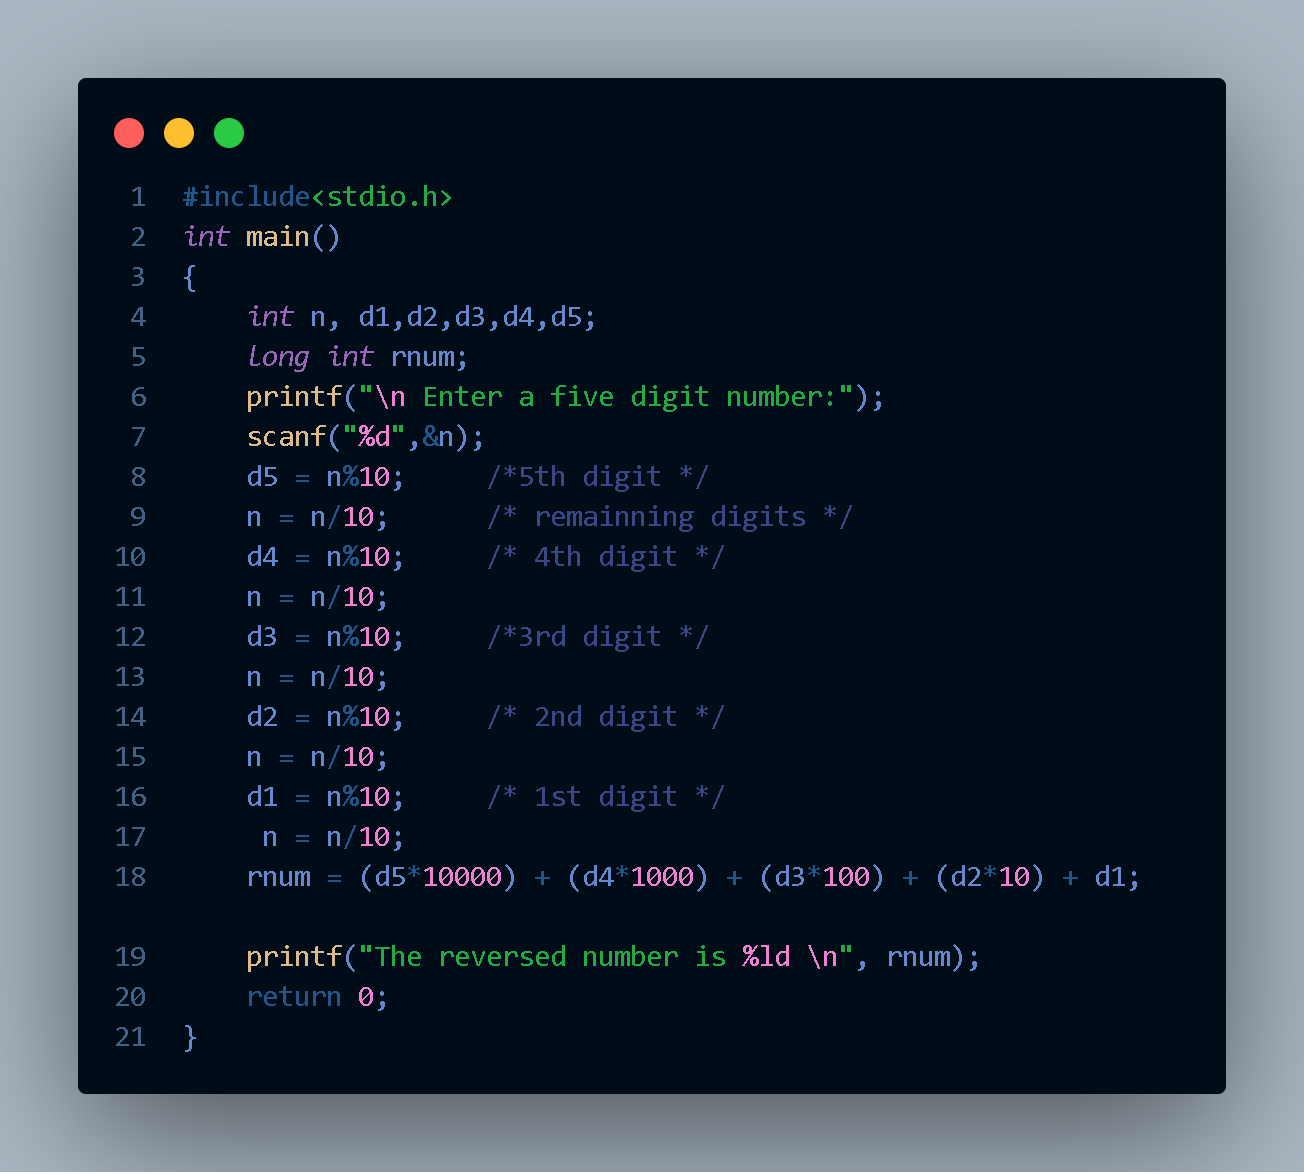 1 #include<stdio.h>
2 int main()
3 {
4     int n, d1,d2,d3,d4,d5;
5     long int rnum;
6     printf("\n Enter a five digit number:");
7     scanf("%d",&n);
8     d5 = n%10;     /*5th digit */
9     n = n/10;      /* remainning digits */
10     d4 = n%10;     /* 4th digit */
11     n = n/10;
12     d3 = n%10;     /*3rd digit */
13     n = n/10;
14     d2 = n%10;     /* 2nd digit */
15     n = n/10;
16     d1 = n%10;     /* 1st digit */
17      n = n/10;
18     rnum = (d5*10000) + (d4*1000) + (d3*100) + (d2*10) + d1;
19     printf("The reversed number is %ld \n", rnum);
20     return 0;
21 }